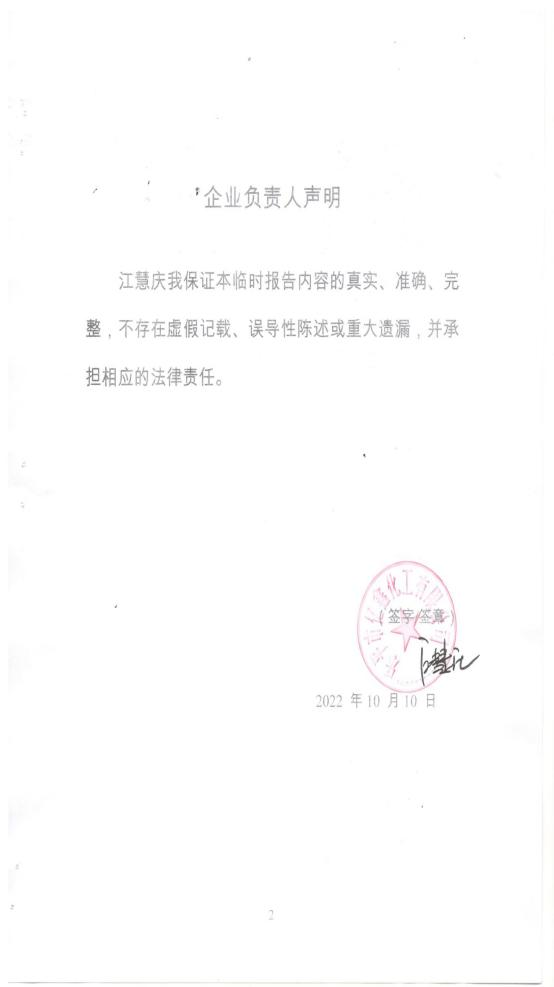 企业负责人声明
江慧庆我保证本临时报告内容的真实、准确、完
整，不存在虚假记载、误导性陈述或重大遗漏，并承
担相应的法律责任。
（签字/签章）
2022 年 10 月 10 日
2